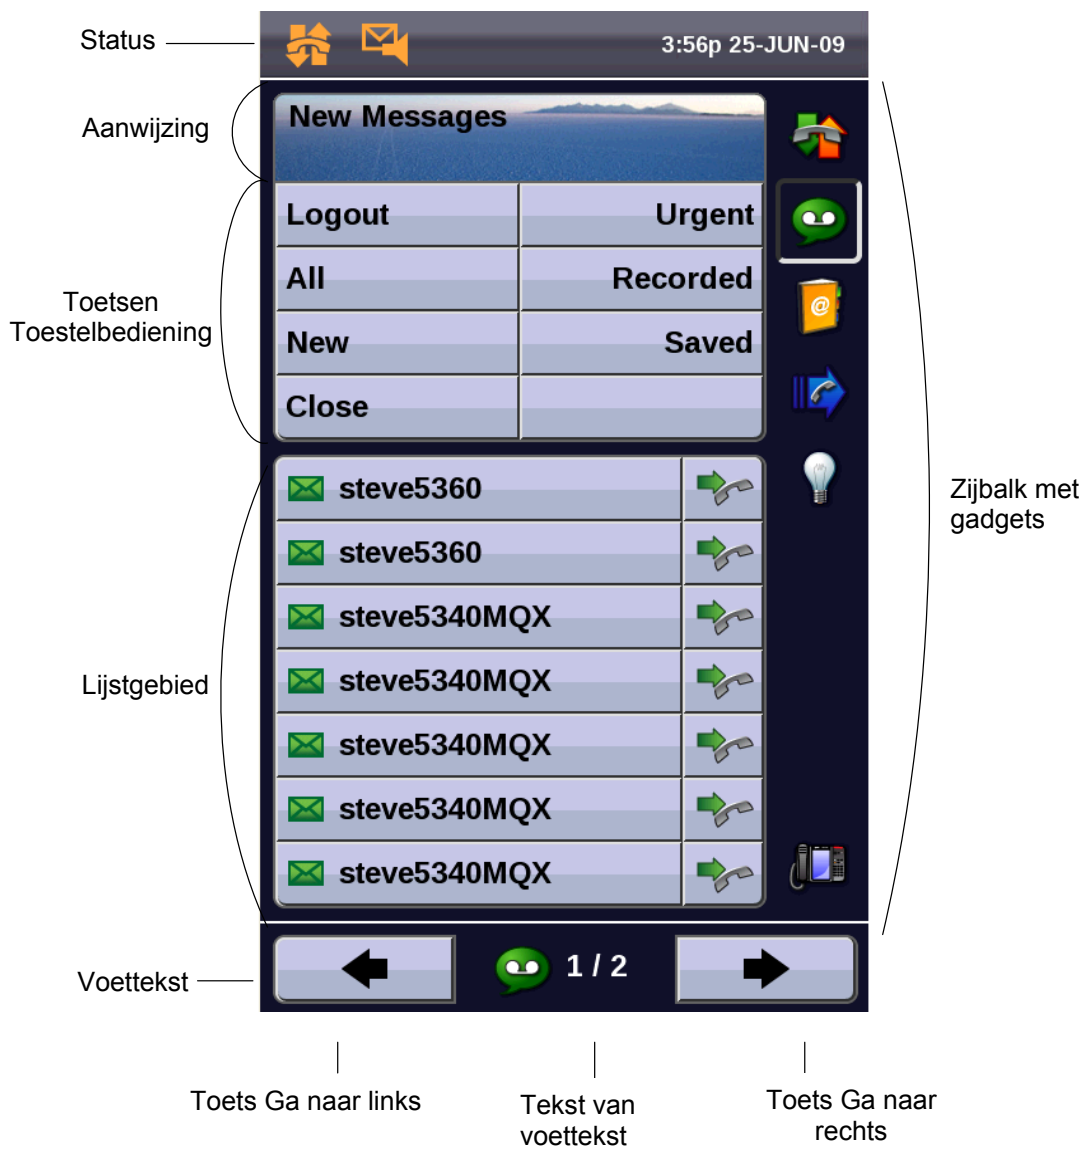 Status
3:56p 25-JUN-09
Aanwijzing
New Messages
Toetsen
Toestelbediening
Logout
Urgent
All
Recorded
New
Saved
Close
Lijstgebied
steve5360
steve5360
steve5340MQX
steve5340MQX
steve5340MQX
steve5340MQX
steve5340MQX
Zijbalk met
gadgets
@
Voettekst
1 / 2
Toets Ga naar links
Tekst van
voettekst
Toets Ga naar
rechts